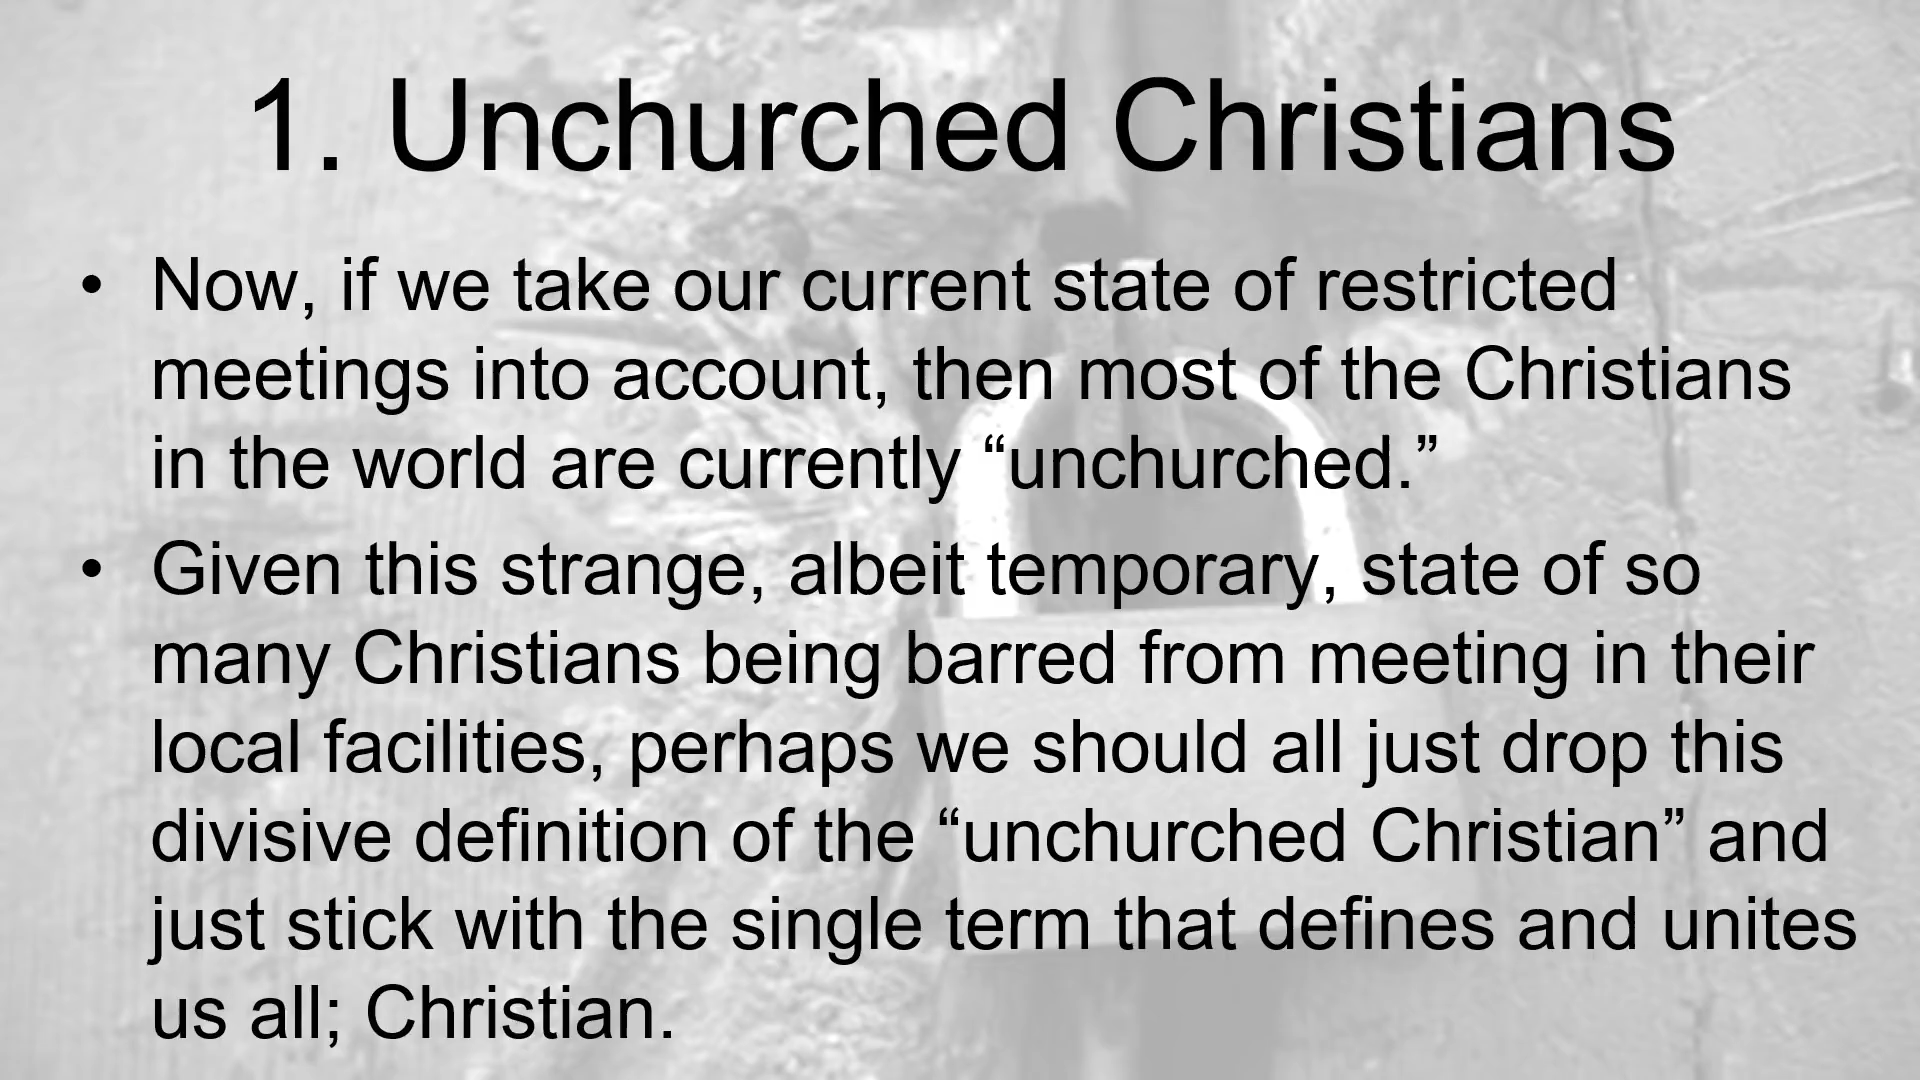 1. Unchurched Christians
• Now, if we take our current state of restricted
meetings into account, then most of the Christians
in the world are currently “unchurched.”
• Given this strange, albeit temporary, state of so
many Christians being barred from meeting in their
local facilities, perhaps we should all just drop this
divisive definition of the “unchurched Christian” and
just stick with the single term that defines and unites
us all; Christian.